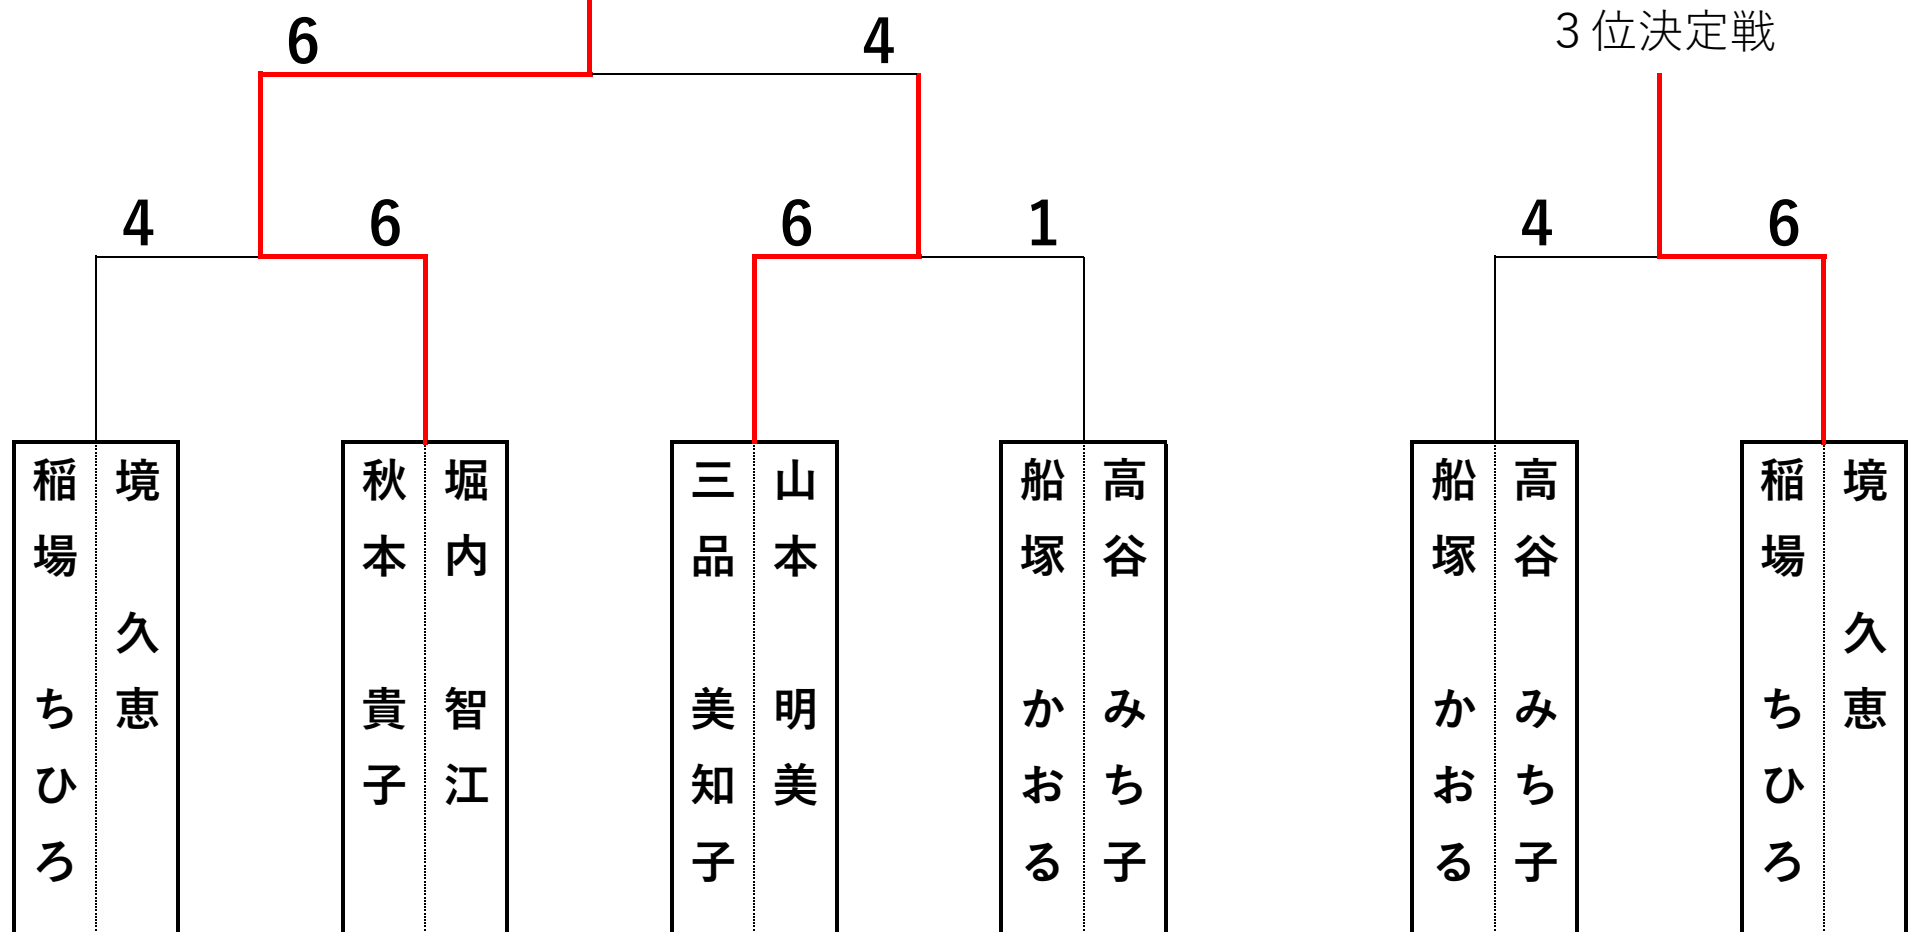 6 4
３位決定戦
4 6 6 1 4 6
境　久恵
稲場　ちひろ
堀内　智江
秋本　貴子
山本　明美
三品　美知子
高谷　みち子
船塚　かおる
高谷　みち子
船塚　かおる
境　久恵
稲場　ちひろ